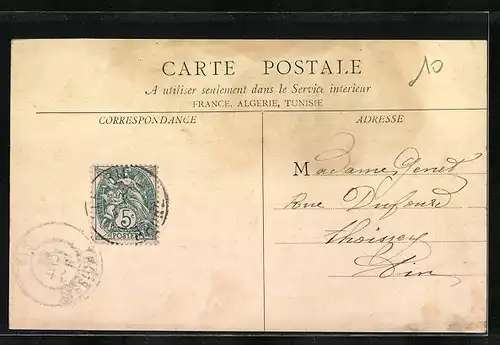 10
CARTE POSTALE
A utiliser seulement dans le Service intérieur
FRANCE, ALGERIE, TUNISIE
CORRESPONDANCE
ADRESSE
Madame Genet
Rue Dufour
thoissey
Ain
5
POSTES